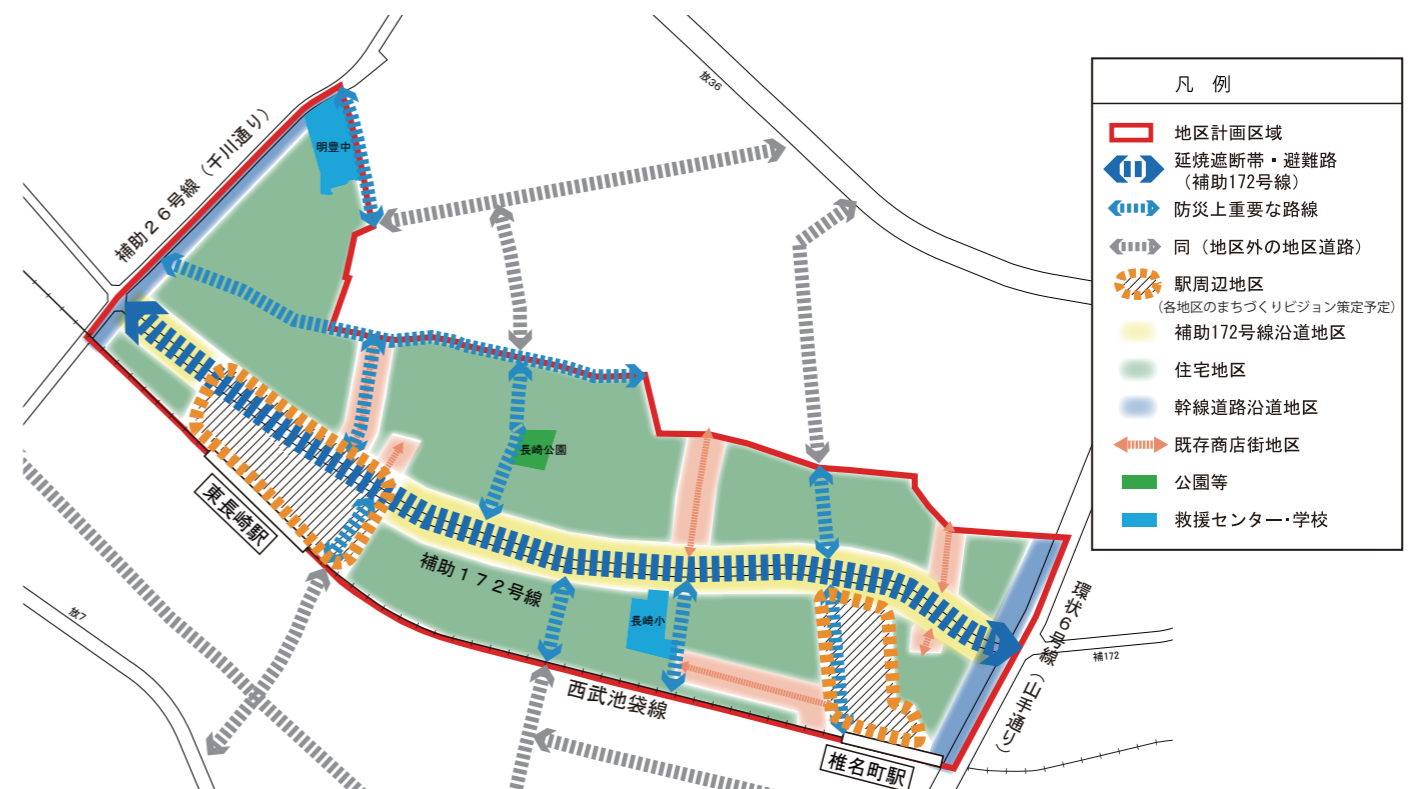 放36
凡 例
地区計画区域
延焼遮断帯・避難路
（補助172号線）
防災上重要な路線
同（地区外の地区道路）
駅周辺地区
（各地区のまちづくりビジョン策定予定）
補助172号線沿道地区
住宅地区
幹線道路沿道地区
既存商店街地区
公園等
救援センター・学校
明豊中
補助２６号線（千川通り）
長崎公園
東長崎駅
補助１７２号線
長崎小
放7
環状６号線（山手通り）
補172
西武池袋線
椎名町駅